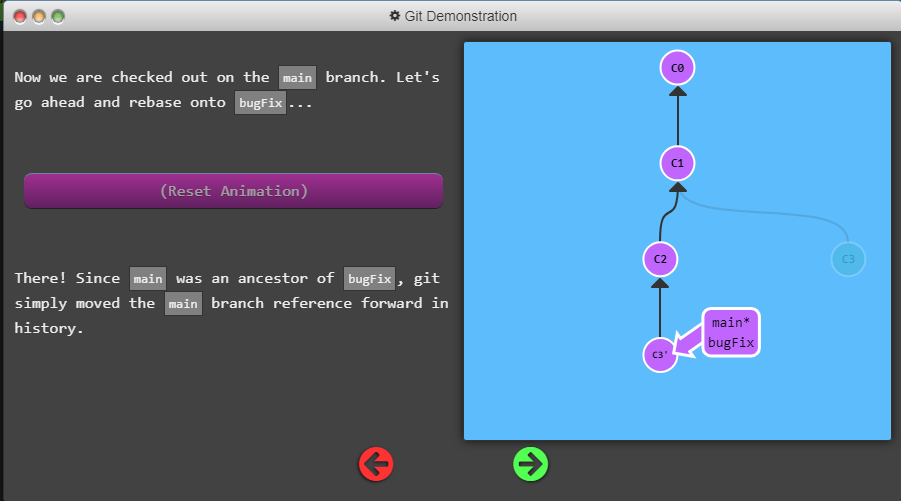 Git Demonstration
Now we are checked out on the main branch. Let's
go ahead and rebase onto bugFix...
(Reset Animation)
There! Since main was an ancestor of bugFix, git
simply moved the main branch reference forward in
history.
C0
C1
C2
C3
C3'
main*
bugFix